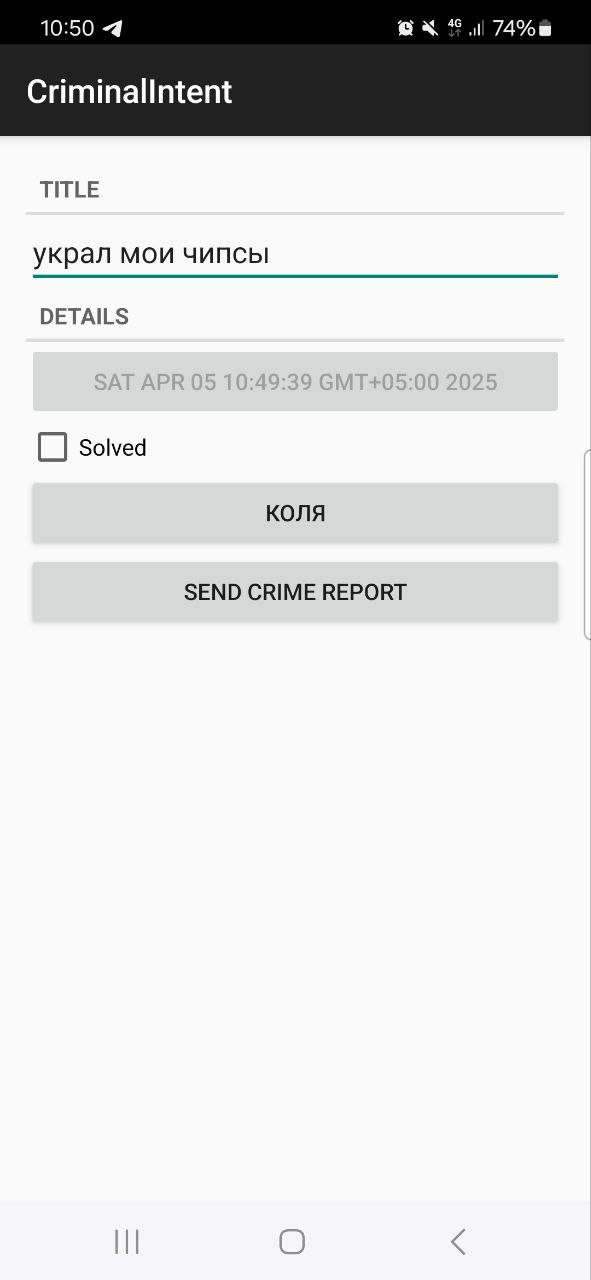 10:50
4G
74%
CriminalIntent
TITLE
украл мои чипсы
DETAILS
SAT APR 05 10:49:39 GMT+05:00 2025
Solved
КОЛЯ
SEND CRIME REPORT